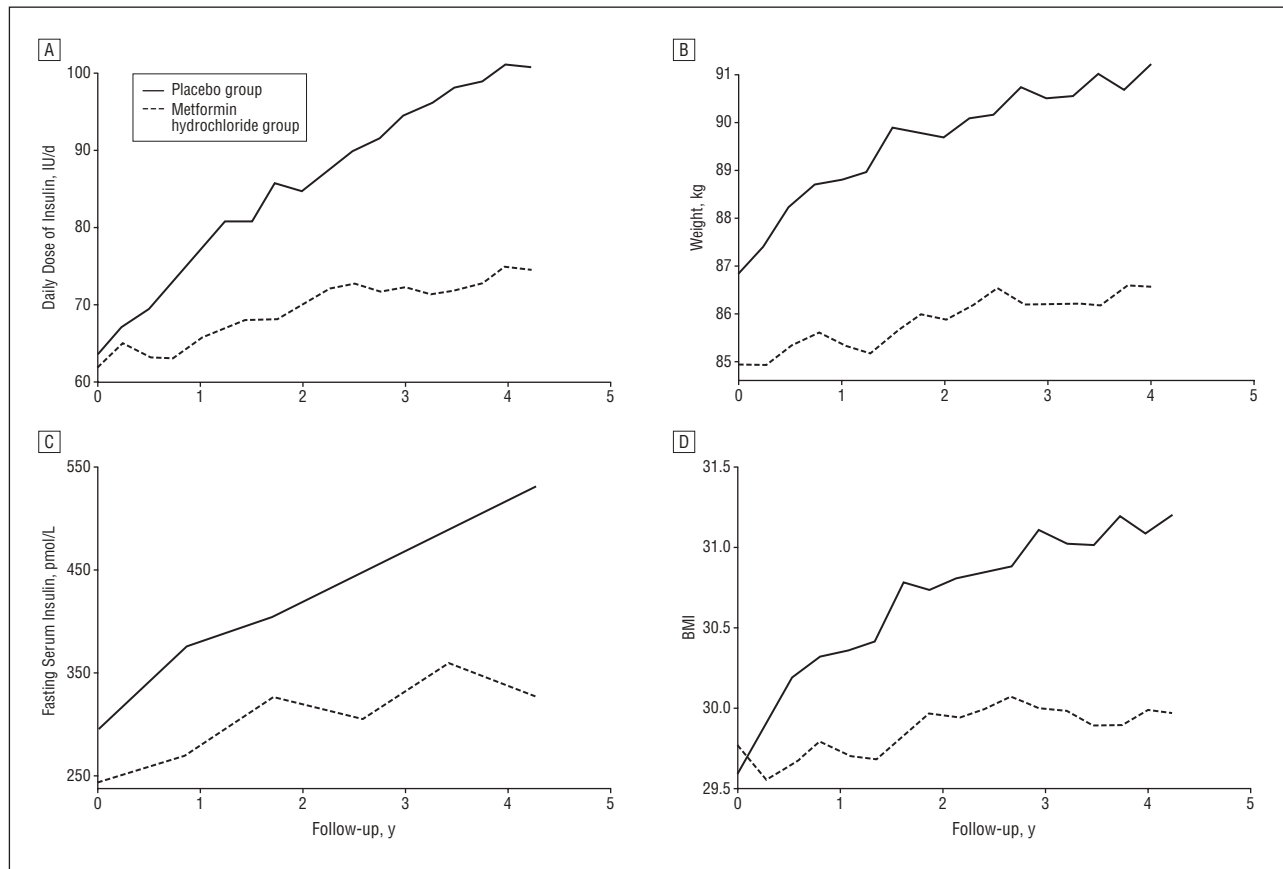 A
Daily Dose of Insulin, IU/d
100
90
80
70
60
0 1 2 3 4 5
Placebo group
Metformin
hydrochloride group
B
Weight, kg
91
90
89
88
87
86
85
0 1 2 3 4 5
C
Fasting Serum Insulin, pmol/L
550
450
350
250
0 1 2 3 4 5
Follow-up, y
D
BMI
31.5
31.0
30.5
30.0
29.5
0 1 2 3 4 5
Follow-up, y